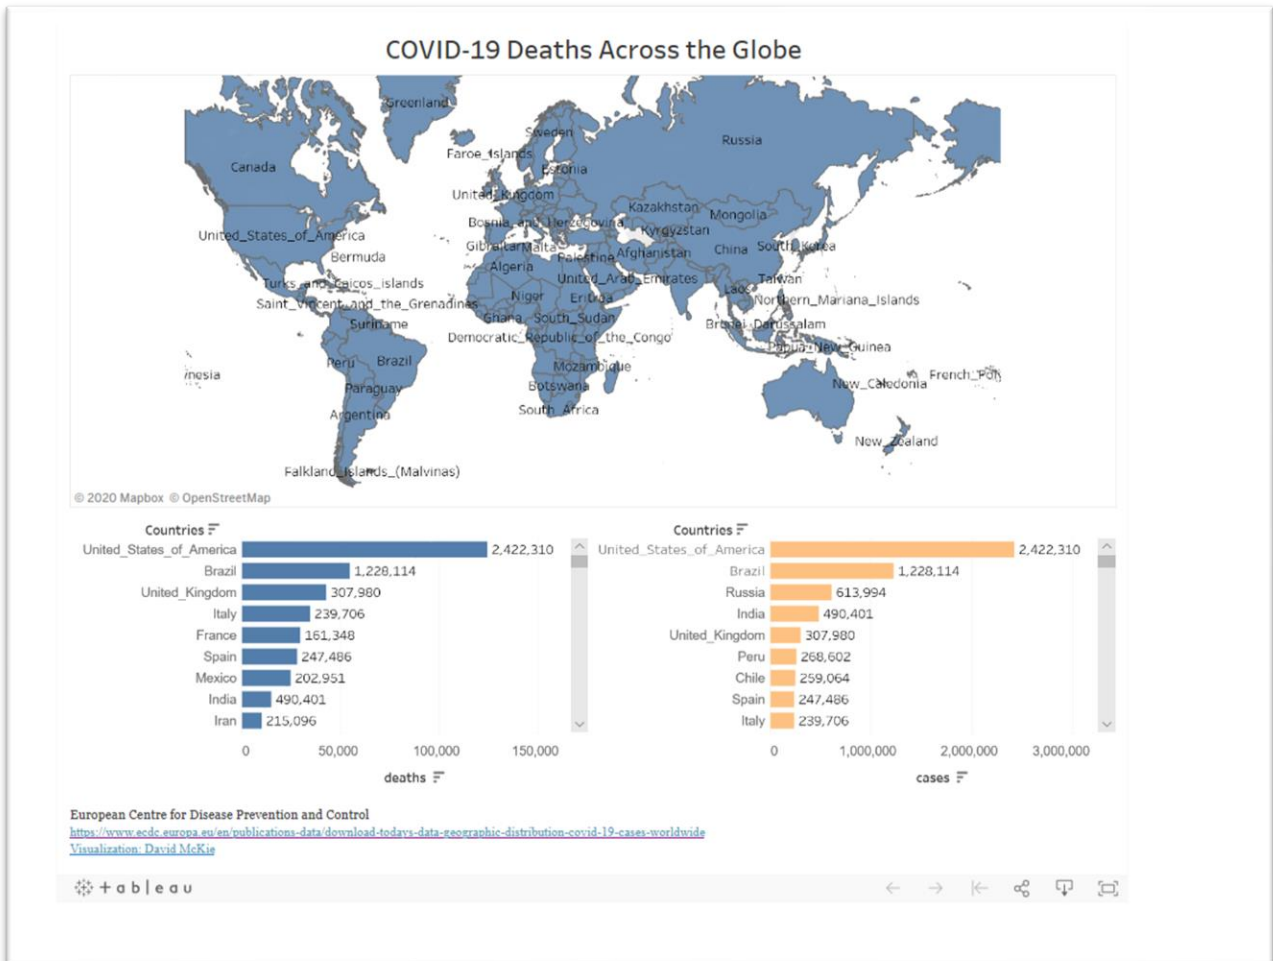 COVID-19 Deaths Across the Globe
Greenland
Sweden
Russia
Faroe_Islands
Canada
Estonia
United_Kingdom
Kazakhstan
Mongolia
Bosnia_and_Herzegovina
Kyrgyzstan
United_States_of_America
Gibraltar
Malta
China
South_Korea
Bermuda
Palestine
Afghanistan
Algeria
Turks_and_Caicos_islands
United_Arab_Emirates
Taiwan
Laos
Niger
Eritrea
Saint_Vincent_and_the_Grenadines
Northern_Mariana_Islands
Ghana
South_Sudan
Suriname
Brunei_Darussalam
Democratic_Republic_of_the_Congo
Papua_New_Guinea
Peru
Brazil
Mozambique
nesia
French_Pol
Paraguay
Botswana
New_Caledonia
Argentina
South_Africa
New_Zealand
Falkland_Islands_(Malvinas)
© 2020 Mapbox © OpenStreetMap
Countries
United_States_of_America 2,422,310
Brazil 1,228,114
United_Kingdom 307,980
Italy 239,706
France 161,348
Spain 247,486
Mexico 202,951
India 490,401
Iran 215,096
0 50,000 100,000 150,000
deaths
Countries
United_States_of_America 2,422,310
Brazil 1,228,114
Russia 613,994
India 490,401
United_Kingdom 307,980
Peru 268,602
Chile 259,064
Spain 247,486
Italy 239,706
0 1,000,000 2,000,000 3,000,000
cases
European Centre for Disease Prevention and Control
https://www.ecdc.europa.eu/en/publications-data/download-todays-data-geographic-distribution-covid-19-cases-worldwide
Visualization: David McKie
+ableau